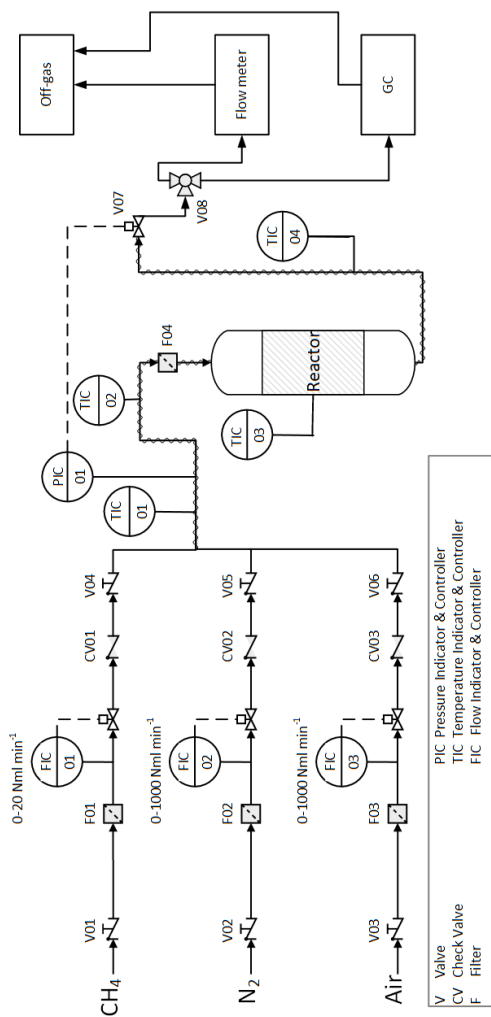 CH4
V01
F01
0-20 Nml min-1
FIC
01
CV01
V04
N2
V02
F02
0-1000 Nml min-1
FIC
02
CV02
V05
Air
V03
F03
0-1000 Nml min-1
FIC
03
CV03
V06
TIC
01
PIC
01
TIC
02
F04
TIC
03
Reactor
TIC
04
V07
V08
Off-gas
Flow meter
GC
V Valve
CV Check Valve
F Filter
PIC Pressure Indicator & Controller
TIC Temperature Indicator & Controller
FIC Flow Indicator & Controller